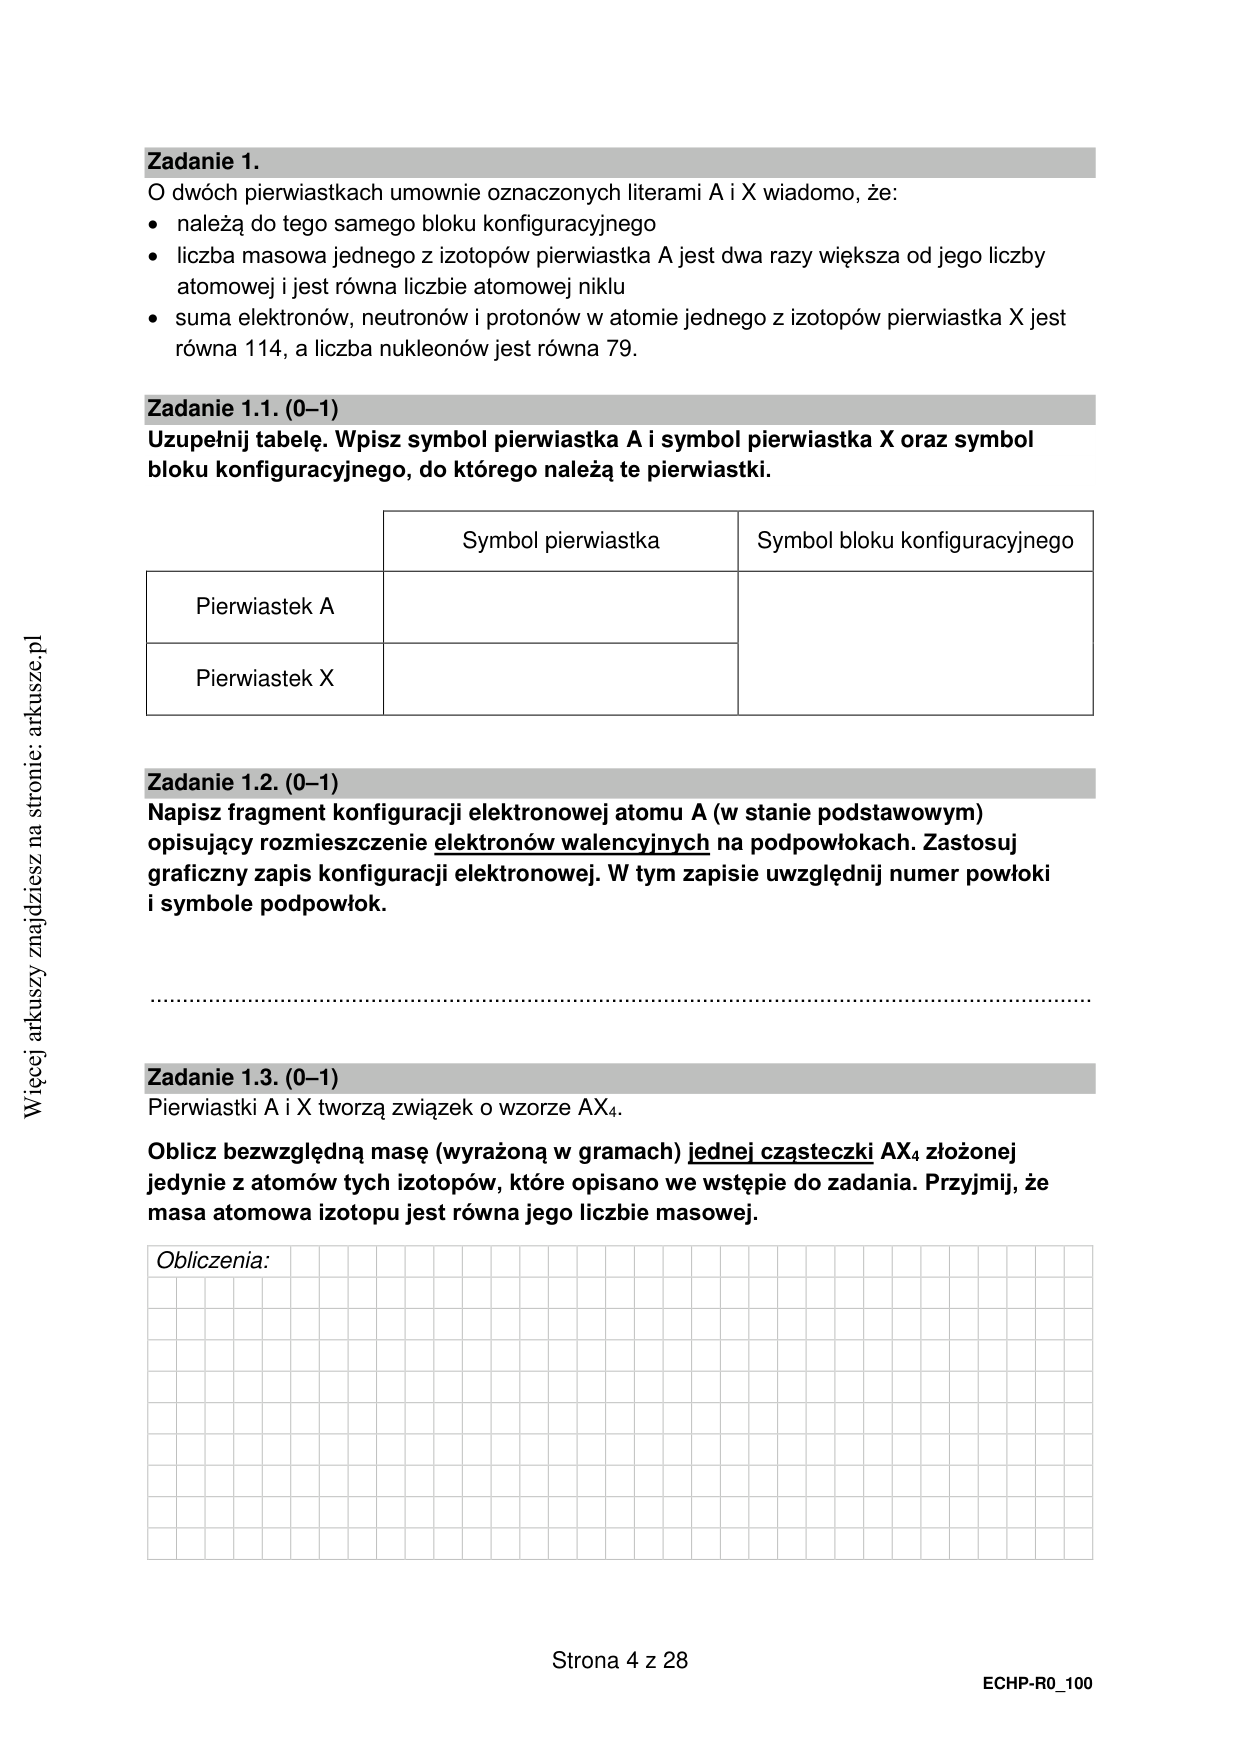 Zadanie 1.
O dwóch pierwiastkach umownie oznaczonych literami A i X wiadomo, że:
• należą do tego samego bloku konfiguracyjnego
• liczba masowa jednego z izotopów pierwiastka A jest dwa razy większa od jego liczby
atomowej i jest równa liczbie atomowej niklu
• suma elektronów, neutronów i protonów w atomie jednego z izotopów pierwiastka X jest
równa 114, a liczba nukleonów jest równa 79.
Zadanie 1.1. (0–1)
Uzupełnij tabelę. Wpisz symbol pierwiastka A i symbol pierwiastka X oraz symbol
bloku konfiguracyjnego, do którego należą te pierwiastki.
Symbol pierwiastka
Symbol bloku konfiguracyjnego
Pierwiastek A
Pierwiastek X
Zadanie 1.2. (0–1)
Napisz fragment konfiguracji elektronowej atomu A (w stanie podstawowym)
opisujący rozmieszczenie elektronów walencyjnych na podpowłokach. Zastosuj
graficzny zapis konfiguracji elektronowej. W tym zapisie uwzględnij numer powłoki
i symbole podpowłok.
Zadanie 1.3. (0–1)
Pierwiastki A i X tworzą związek o wzorze AX₄.
Oblicz bezwzględną masę (wyrażoną w gramach) jednej cząsteczki AX₄ złożonej
jedynie z atomów tych izotopów, które opisano we wstępie do zadania. Przyjmij, że
masa atomowa izotopu jest równa jego liczbie masowej.
Obliczenia:
Strona 4 z 28
ECHP-R0_100
Więcej arkuszy znajdziesz na stronie: arkusze.pl